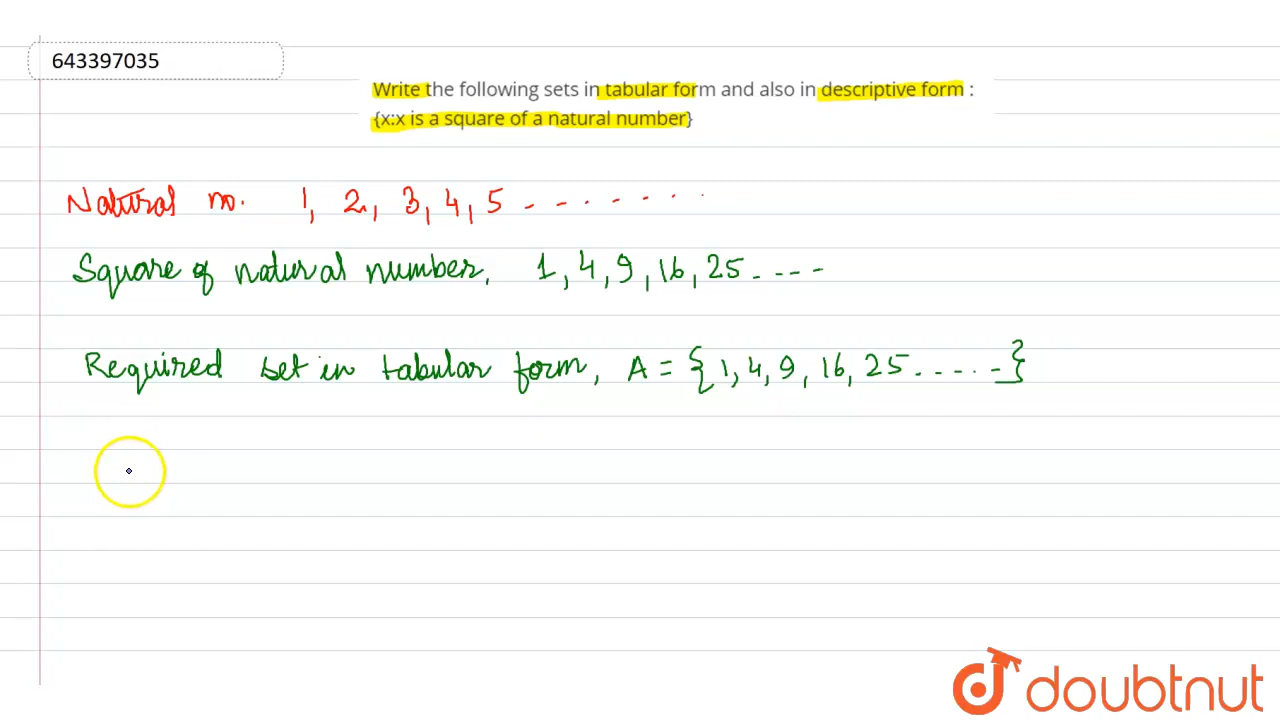 643397035
Write the following sets in tabular form and also in descriptive form :
{x:x is a square of a natural number}
Natural no. 1, 2, 3, 4, 5 - - - - - - - -
Square of natural number, 1, 4, 9, 16, 25 - - - -
Required set in tabular form, A = { 1, 4, 9, 16, 25 - - - - - }
doubtnut